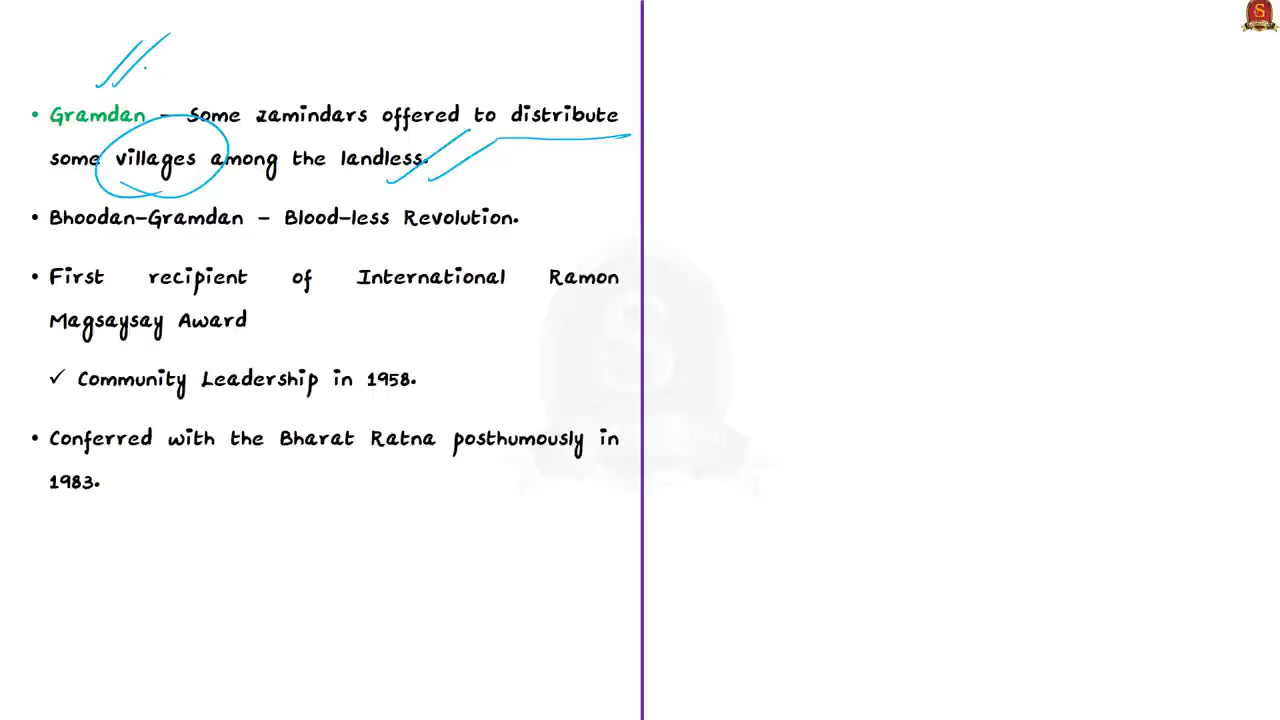 • Gramdan – Some zamindars offered to distribute
some villages among the landless.
• Bhoodan-Gramdan – Blood-less Revolution.
• First recipient of International Ramon
Magsaysay Award
✓ Community Leadership in 1958.
• Conferred with the Bharat Ratna posthumously in
1983.